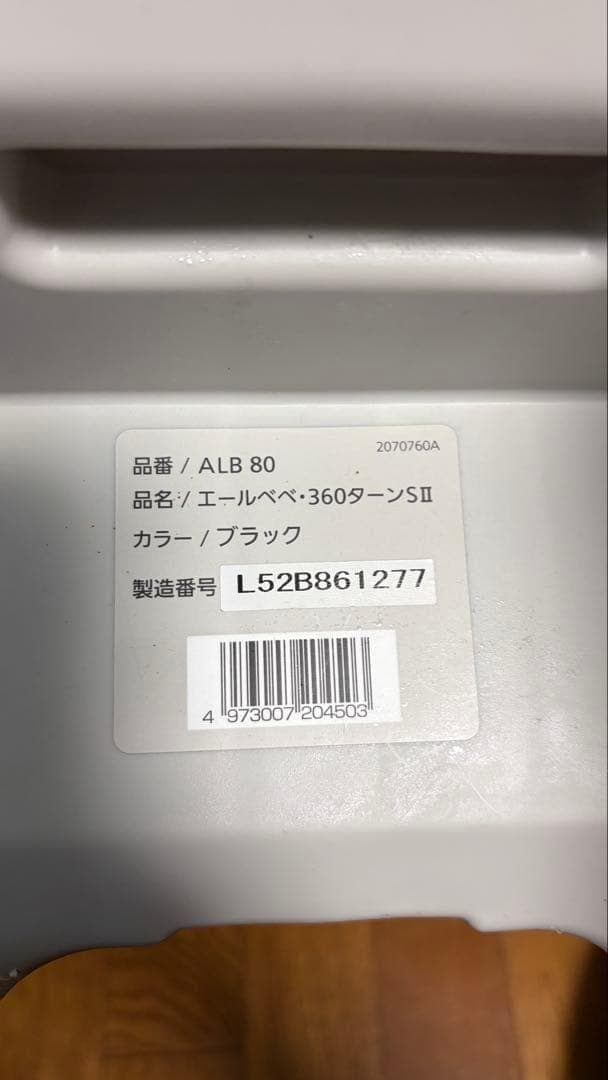 2070760A
品番 / ALB 80
品名 / エールベベ・360ターンSⅡ
カラー / ブラック
製造番号 L52B861277
4 973007 204503